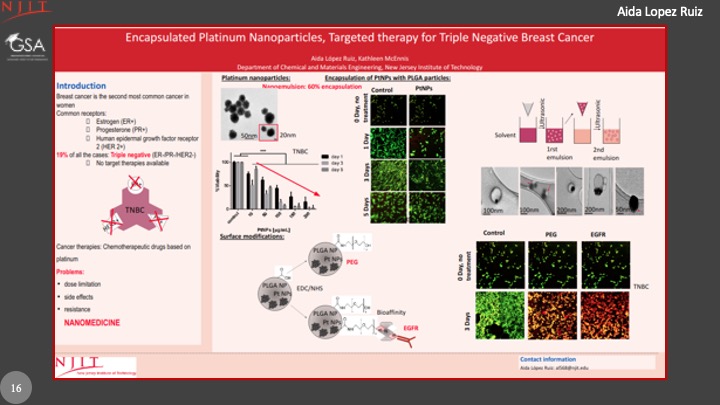 NJIT
GSA
Aida Lopez Ruiz
Encapsulated Platinum Nanoparticles, Targeted therapy for Triple Negative Breast Cancer
Aida López Ruiz, Kathleen McEnnis
Department of Chemical and Materials Engineering, New Jersey Institute of Technology
Introduction
Breast cancer is the second most common cancer in
women
Common receptors:
Estrogen (ER+)
Progesterone (PR+)
Human epidermal growth factor receptor
2 (HER 2+)
19% of all the cases: Triple negative (ER-/PR-/HER2-)
No target therapies available
TNBC
Cancer therapies: Chemotherapeutic drugs based on
platinum
Problems:
• dose limitation
• side effects
• resistance
NANOMEDICINE
Platinum nanoparticles:
50nm
20nm
TNBC
day 1
day 3
day 5
% Viability
100
50
0
control
PtNPs [µg/mL]
Encapsulation of PtNPs with PLGA particles:
Nanoemulsion: 60% encapsulation
Control
PtNPs
0 Day, no
treatment
1 Day
3 Days
5 Days
Solvent
Ultrasonic
Ultrasonic
1rst
emulsion
2nd
emulsion
100nm
100nm
200nm
200nm
50nm
Surface modifications:
PLGA NP
Pt NPs
EDC/NHS
PLGA NP
Pt NPs
PEG
PLGA NP
Pt NPs
Bioaffinity
EGFR
Control
PEG
EGFR
0 Day, no
treatment
3 Days
TNBC
NJIT
New Jersey Institute of Technology
Contact information
Aida López Ruiz: al568@njit.edu
16